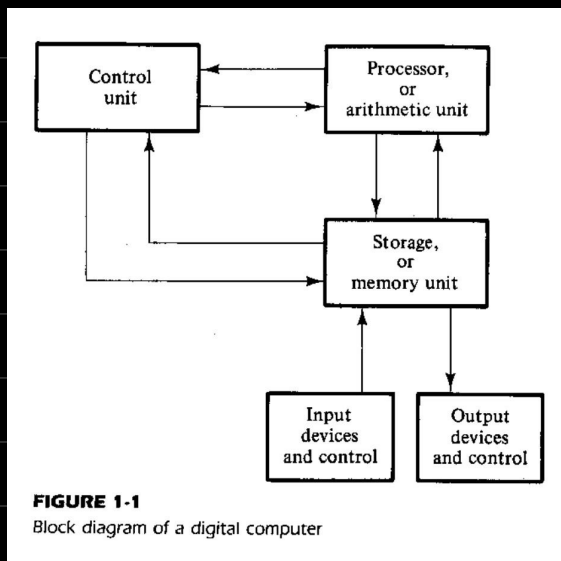 Control
unit
Processor,
or
arithmetic unit
Storage,
or
memory unit
Input
devices
and control
Output
devices
and control
FIGURE 1-1
Block diagram of a digital computer